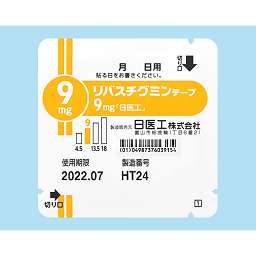 切り口
月 日用
貼る日をお書きください。
9mg
リバスチグミンテープ
9mg「日医工」
4.5 9 13.5 18
製造販売元 日医工株式会社
富山市総曲輪1丁目6番21
(01)04987376039154
使用期限 製造番号
2022.07 HT24
切り口
1